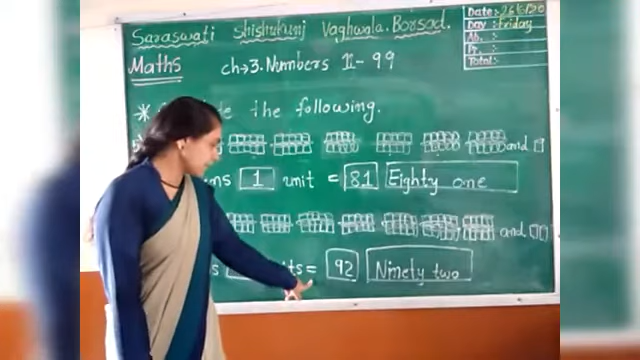 Saraswati Shishukunj Vaghwala. Borsad.
Date:- 26/5/20
Day :- Friday
Ab. :-
Pr. :-
Total:-
Maths
ch→3. Numbers 11-99
* the following.
and
1 unit = 81 Eighty one
and
= 92 Ninety two